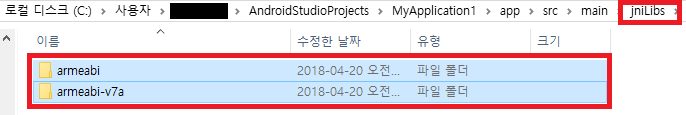 로컬 디스크 (C:) > 사용자 > > AndroidStudioProjects > MyApplication1 > app > src > main > jniLibs >
이름 수정한 날짜 유형 크기
armeabi 2018-04-20 오전... 파일 폴더
armeabi-v7a 2018-04-20 오전... 파일 폴더